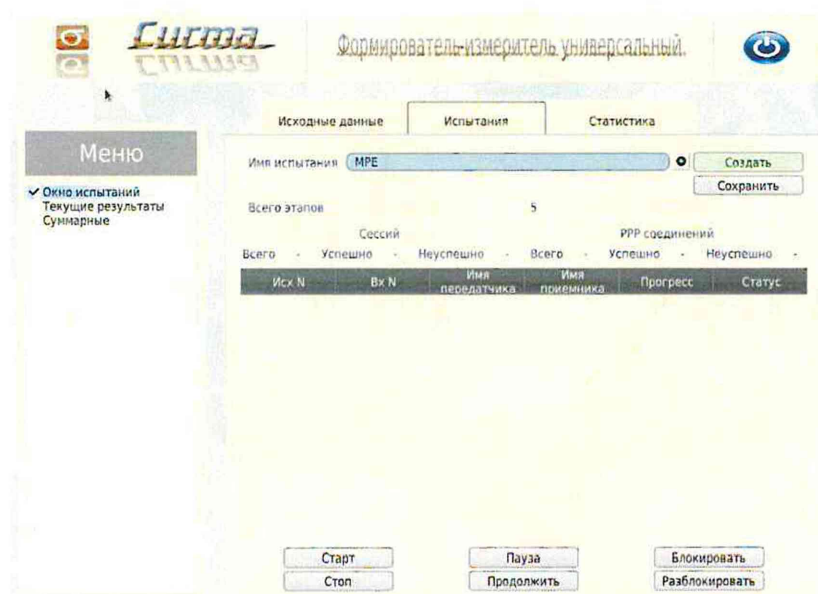 Сигма
Формирователь-измеритель универсальный
Исходные данные Испытания Статистика
Меню
Имя испытания MPE Создать
✔ Окно испытаний Сохранить
Текущие результаты
Суммарные
Всего этапов 5
Сессий PPP соединений
Всего - Успешно - Неуспешно - Всего - Успешно - Неуспешно -
Исх N Вх N Имя передатчика Имя приемника Прогресс Статус
Старт Пауза Блокировать
Стоп Продолжить Разблокировать